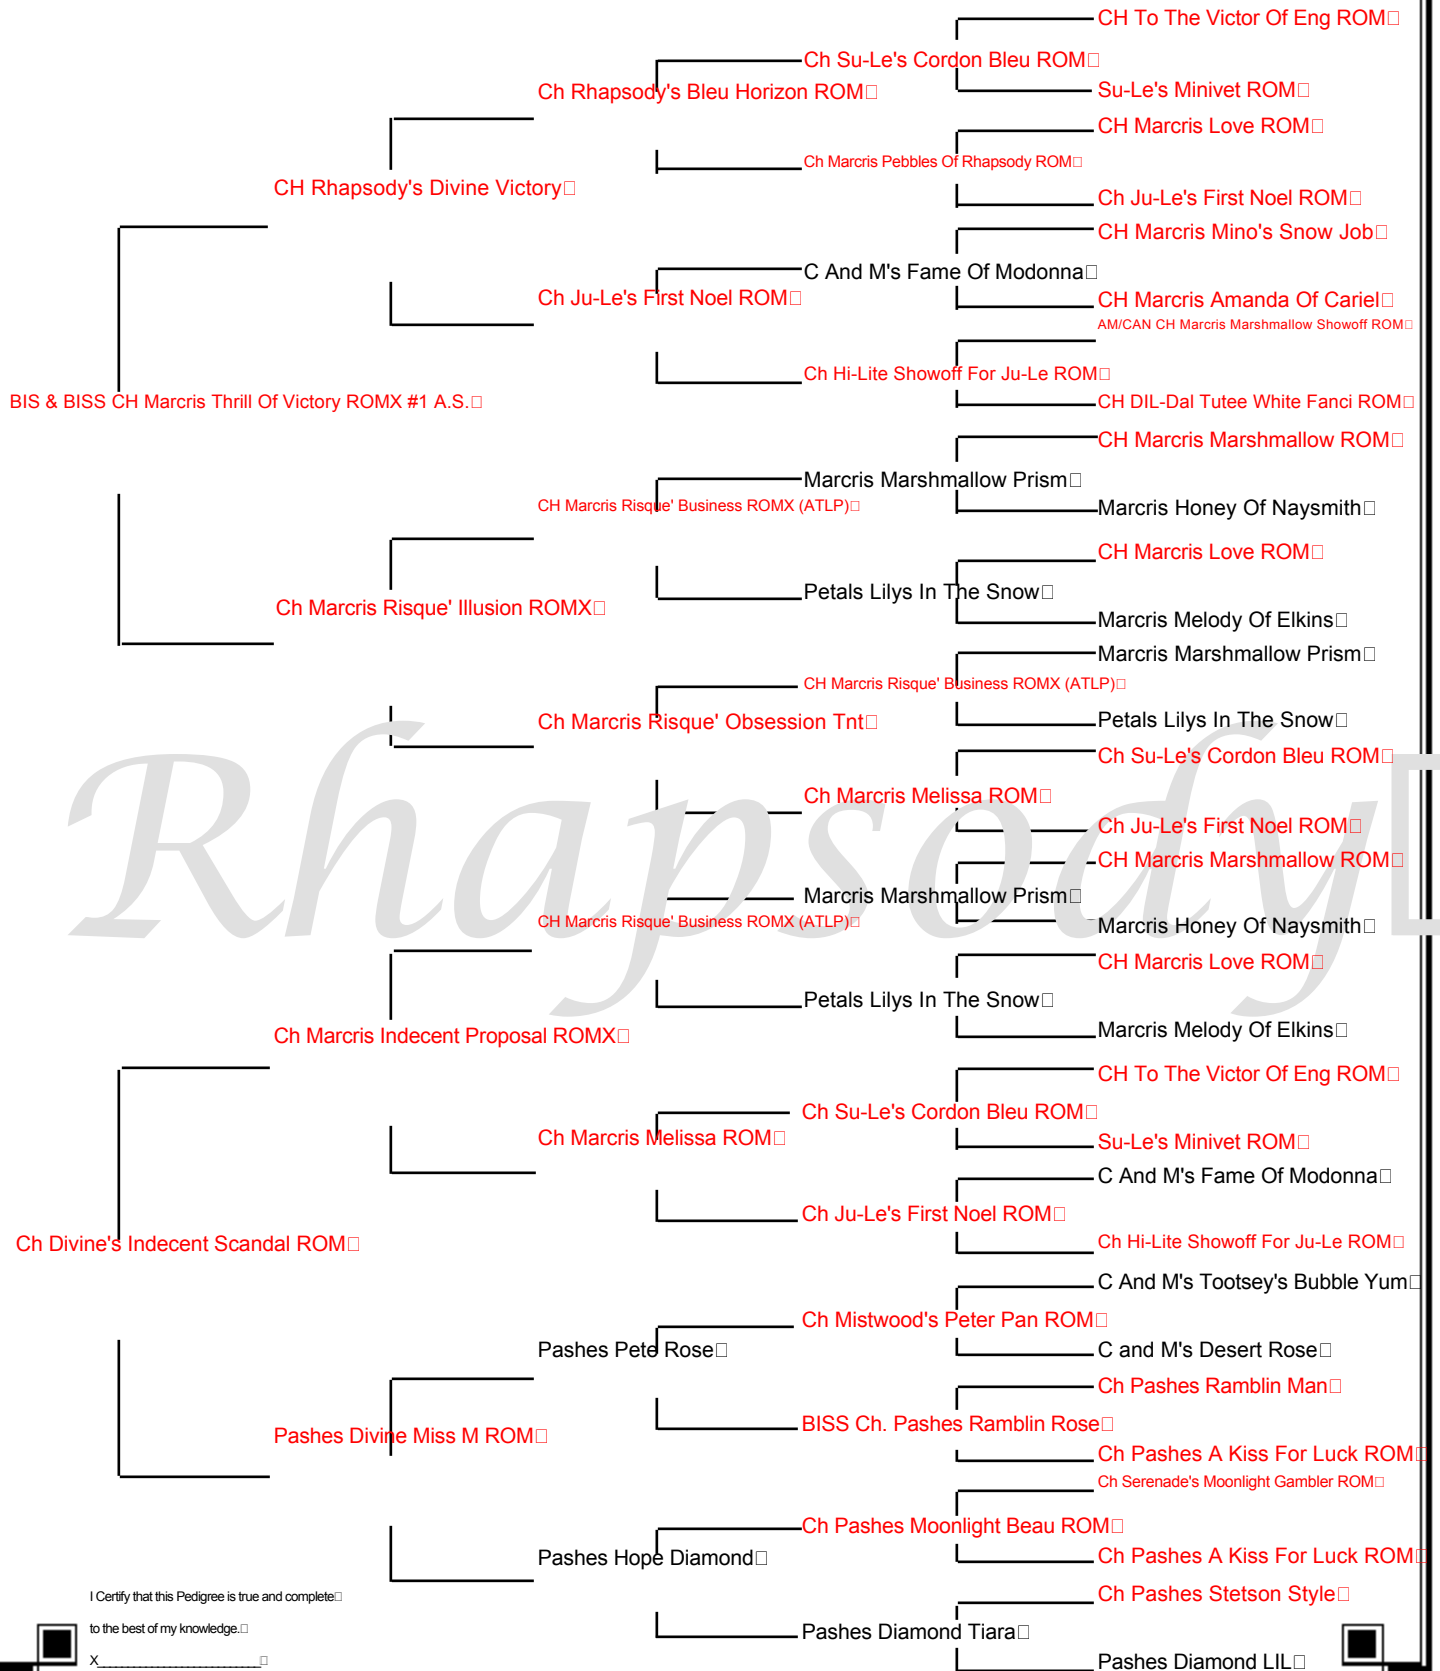 CH To The Victor Of Eng ROM
Ch Su-Le's Cordon Bleu ROM
Ch Rhapsody's Bleu Horizon ROM
Su-Le's Minivet ROM
CH Marcris Love ROM
Ch Marcris Pebbles Of Rhapsody ROM
CH Rhapsody's Divine Victory
Ch Ju-Le's First Noel ROM
CH Marcris Mino's Snow Job
C And M's Fame Of Modonna
Ch Ju-Le's First Noel ROM
CH Marcris Amanda Of Cariel
AM/CAN CH Marcris Marshmallow Showoff ROM
Ch Hi-Lite Showoff For Ju-Le ROM
BIS & BISS CH Marcris Thrill Of Victory ROMX #1 A.S.
CH DIL-Dal Tutee White Fanci ROM
CH Marcris Marshmallow ROM
Marcris Marshmallow Prism
CH Marcris Risque' Business ROMX (ATLP)
Marcris Honey Of Naysmith
CH Marcris Love ROM
Petals Lilys In The Snow
Ch Marcris Risque' Illusion ROMX
Marcris Melody Of Elkins
Marcris Marshmallow Prism
CH Marcris Risque' Business ROMX (ATLP)
Ch Marcris Risque' Obsession Tnt
Petals Lilys In The Snow
Ch Su-Le's Cordon Bleu ROM
Ch Marcris Melissa ROM
Ch Ju-Le's First Noel ROM
Rhapsody
CH Marcris Marshmallow ROM
Marcris Marshmallow Prism
CH Marcris Risque' Business ROMX (ATLP)
Marcris Honey Of Naysmith
CH Marcris Love ROM
Petals Lilys In The Snow
Ch Marcris Indecent Proposal ROMX
Marcris Melody Of Elkins
CH To The Victor Of Eng ROM
Ch Su-Le's Cordon Bleu ROM
Ch Marcris Melissa ROM
Su-Le's Minivet ROM
C And M's Fame Of Modonna
Ch Ju-Le's First Noel ROM
Ch Divine's Indecent Scandal ROM
Ch Hi-Lite Showoff For Ju-Le ROM
C And M's Tootsey's Bubble Yum
Ch Mistwood's Peter Pan ROM
Pashes Pete Rose
C and M's Desert Rose
Ch Pashes Ramblin Man
BISS Ch. Pashes Ramblin Rose
Pashes Divine Miss M ROM
Ch Pashes A Kiss For Luck ROM
Ch Serenade's Moonlight Gambler ROM
Ch Pashes Moonlight Beau ROM
Pashes Hope Diamond
Ch Pashes A Kiss For Luck ROM
Ch Pashes Stetson Style
I Certify that this Pedigree is true and complete
to the best of my knowledge.
Pashes Diamond Tiara
X__________________________
Pashes Diamond LIL